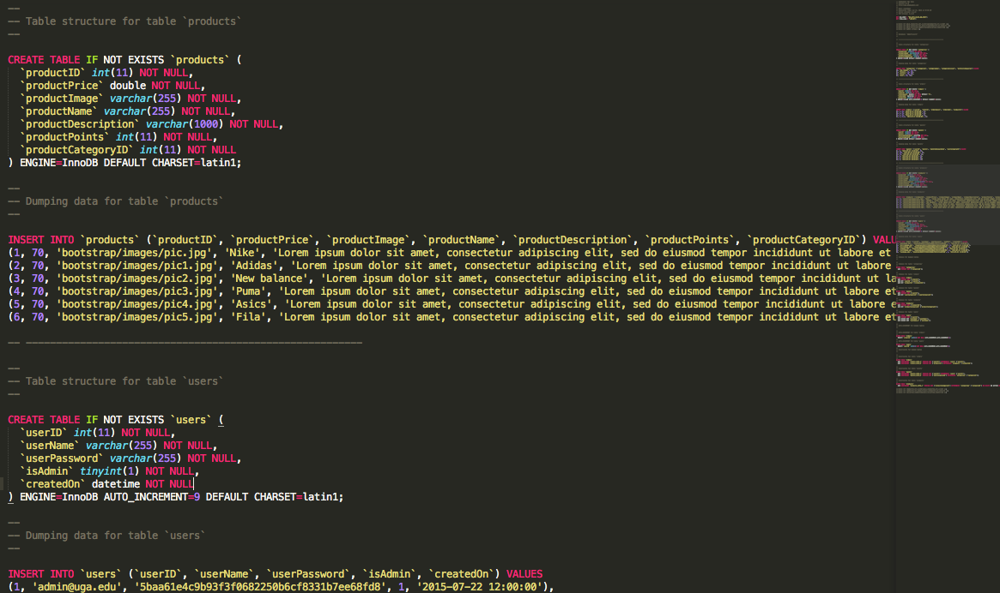 --
-- Table structure for table `products`
--
CREATE TABLE IF NOT EXISTS `products` (
`productID` int(11) NOT NULL,
`productPrice` double NOT NULL,
`productImage` varchar(255) NOT NULL,
`productName` varchar(255) NOT NULL,
`productDescription` varchar(1000) NOT NULL,
`productPoints` int(11) NOT NULL,
`productCategoryID` int(11) NOT NULL
) ENGINE=InnoDB DEFAULT CHARSET=latin1;
--
-- Dumping data for table `products`
--
INSERT INTO `products` (`productID`, `productPrice`, `productImage`, `productName`, `productDescription`, `productPoints`, `productCategoryID`) VALU
(1, 70, 'bootstrap/images/pic.jpg', 'Nike', 'Lorem ipsum dolor sit amet, consectetur adipiscing elit, sed do eiusmod tempor incididunt ut labore et
(2, 70, 'bootstrap/images/pic1.jpg', 'Adidas', 'Lorem ipsum dolor sit amet, consectetur adipiscing elit, sed do eiusmod tempor incididunt ut labore
(3, 70, 'bootstrap/images/pic2.jpg', 'New balance', 'Lorem ipsum dolor sit amet, consectetur adipiscing elit, sed do eiusmod tempor incididunt ut la
(4, 70, 'bootstrap/images/pic3.jpg', 'Puma', 'Lorem ipsum dolor sit amet, consectetur adipiscing elit, sed do eiusmod tempor incididunt ut labore et
(5, 70, 'bootstrap/images/pic4.jpg', 'Asics', 'Lorem ipsum dolor sit amet, consectetur adipiscing elit, sed do eiusmod tempor incididunt ut labore e
(6, 70, 'bootstrap/images/pic5.jpg', 'Fila', 'Lorem ipsum dolor sit amet, consectetur adipiscing elit, sed do eiusmod tempor incididunt ut labore et
-- --------------------------------------------------------
--
-- Table structure for table `users`
--
CREATE TABLE IF NOT EXISTS `users` (
`userID` int(11) NOT NULL,
`userName` varchar(255) NOT NULL,
`userPassword` varchar(255) NOT NULL,
`isAdmin` tinyint(1) NOT NULL,
`createdOn` datetime NOT NULL
) ENGINE=InnoDB AUTO_INCREMENT=9 DEFAULT CHARSET=latin1;
--
-- Dumping data for table `users`
--
INSERT INTO `users` (`userID`, `userName`, `userPassword`, `isAdmin`, `createdOn`) VALUES
(1, 'admin@uga.edu', '5baa61e4c9b93f3f0682250b6cf8331b7ee68fd8', 1, '2015-07-22 12:00:00'),